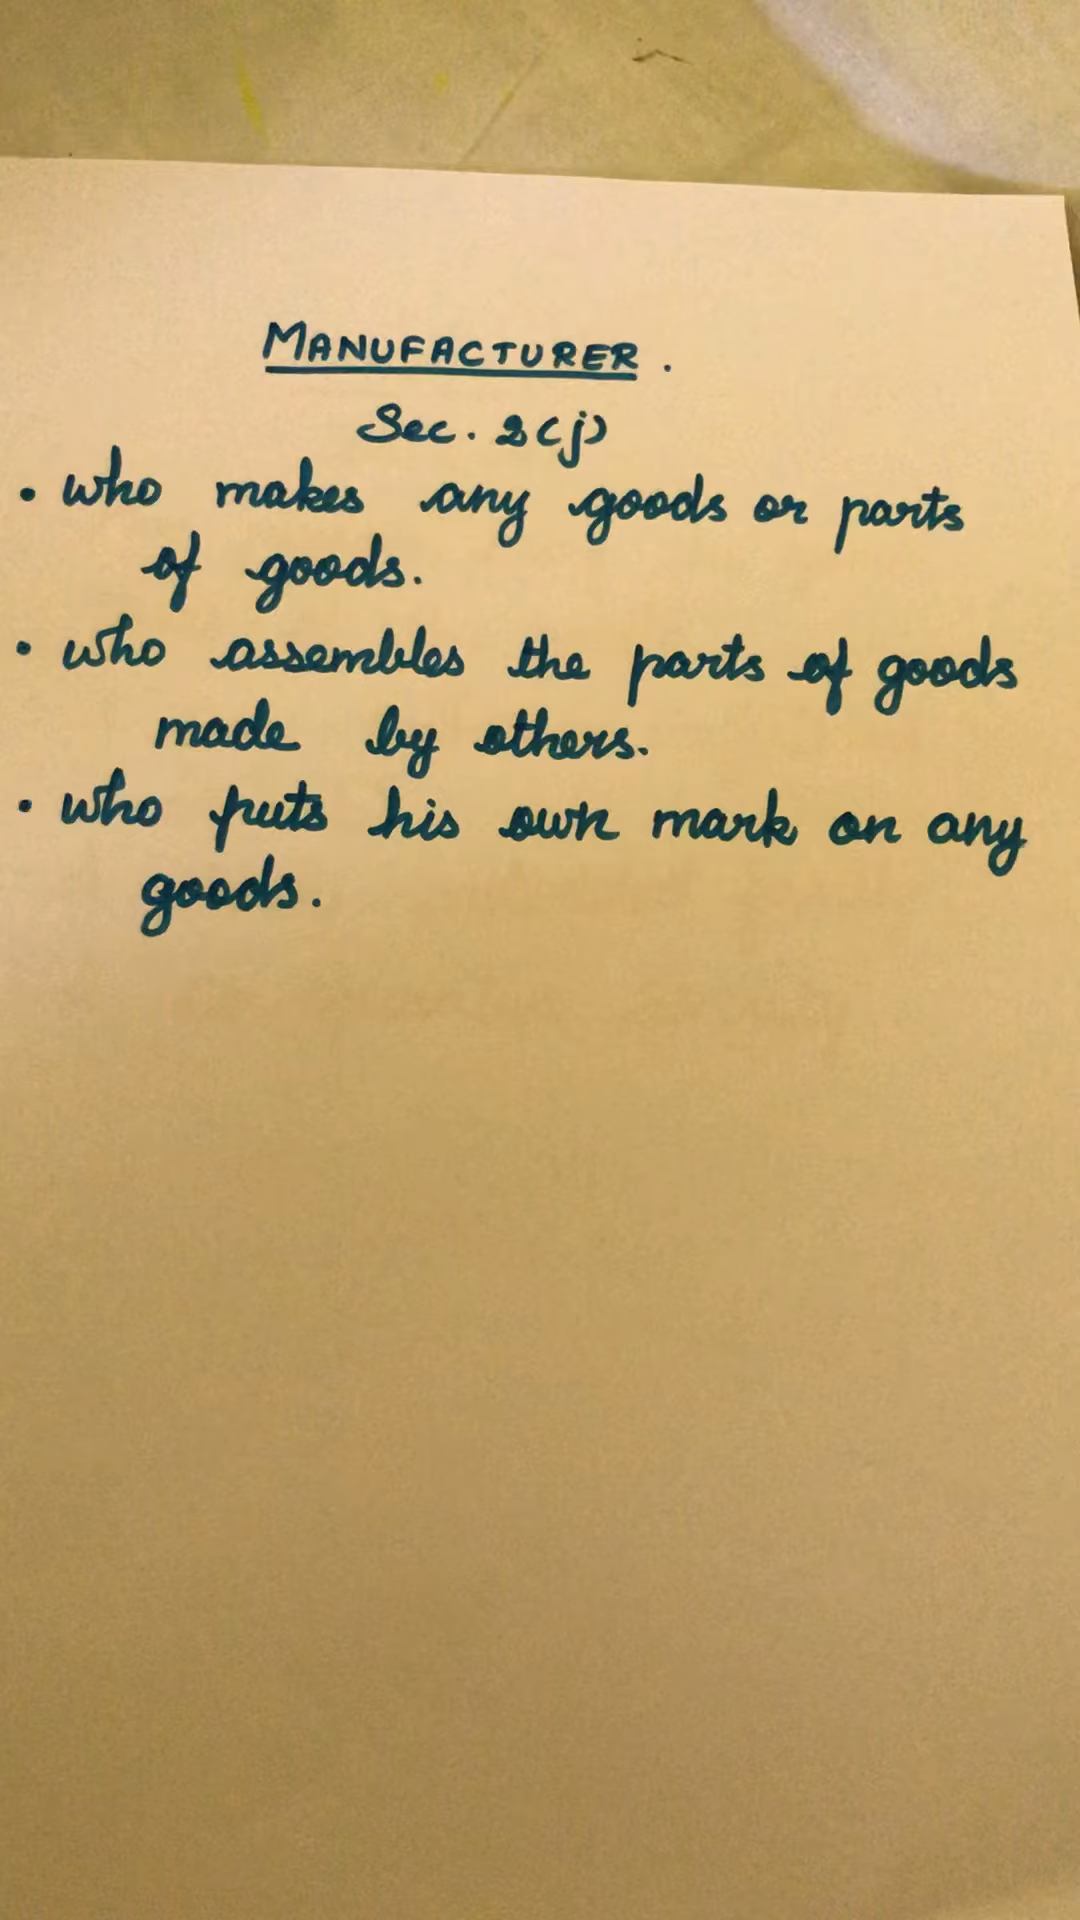 MANUFACTURER.
Sec. 2(j)
• who makes any goods or parts
of goods.
• who assembles the parts of goods
made by others.
• who puts his own mark on any
goods.